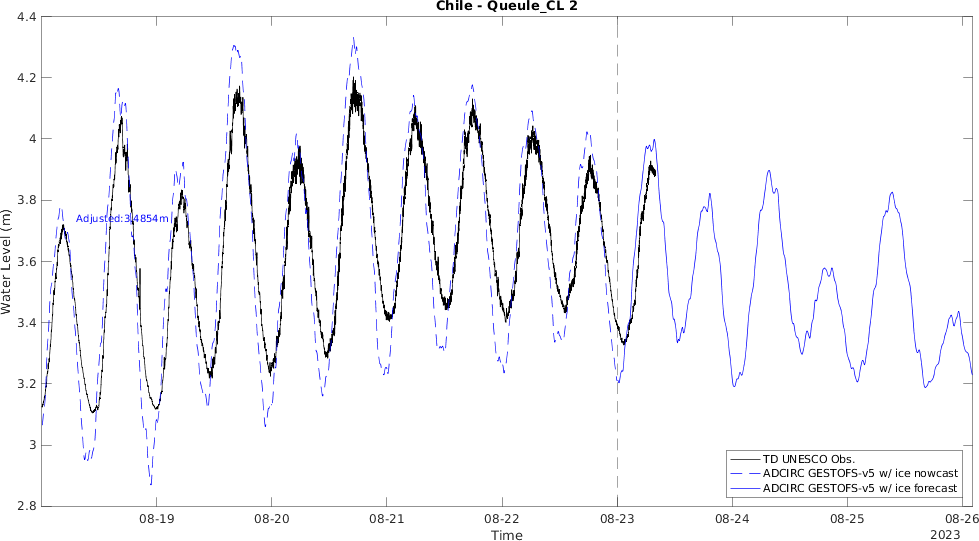 Chile - Queule_CL 2
4.4
4.2
4
3.8
3.6
3.4
3.2
3
2.8
Water Level (m)
Adjusted:3.4854m
08-19
08-20
08-21
08-22
08-23
08-24
08-25
08-26
2023
Time
TD UNESCO Obs.
ADCIRC GESTOFS-v5 w/ ice nowcast
ADCIRC GESTOFS-v5 w/ ice forecast